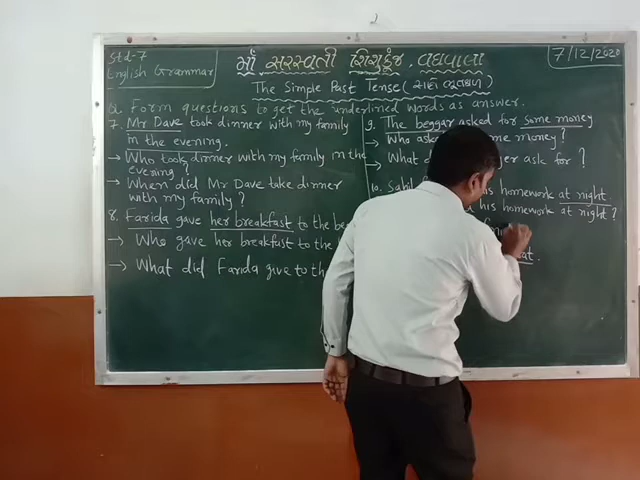 Std-7
English Grammar
માઁ સરસ્વતી શિશુકુંજ, વઘવાલા
7/12/2020
The Simple Past Tense (સાદો ભૂતકાળ)
Q. Form questions to get the underlined words as answer.
7. Mr Dave took dinner with my family
in the evening.
→ Who took dinner with my family in the
evening?
→ When did Mr Dave take dinner
with my family?
8. Farida gave her breakfast to the
→ Who gave her breakfast to the
→ What did Farida give to the
9. The beggar asked for some money
→ Who money?
→ What ask for?
10. his homework at night.
his homework at night?